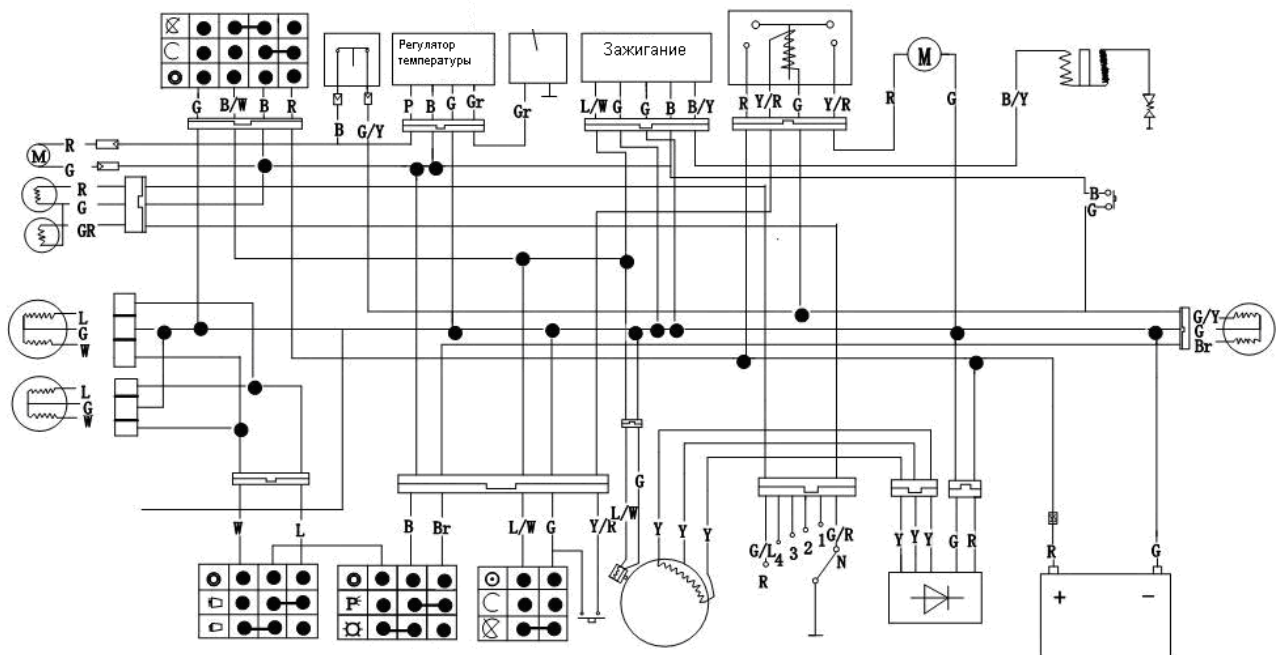 Регулятор
температуры
Зажигание
M
G B/W B R
B G/Y
P B G Gr
Gr
L/W G G B B/Y
R Y/R G Y/R
R
G
B/Y
R
M
G
R
G
GR
B
G
L
G
W
L
G
W
G/Y
G
Br
W L
B Br L/W G Y/R
L/W
G
Y Y Y
G/L 4 3 2 1 G/R
R
N
Y Y Y G R
R G
+ −
P